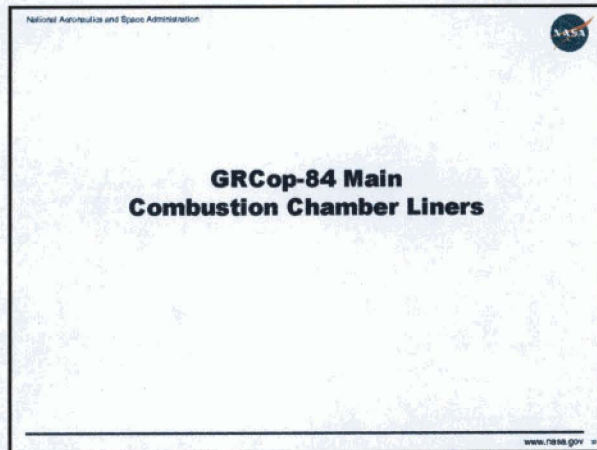 National Aeronautics and Space Administration
NASA
GRCop-84 Main
Combustion Chamber Liners
www.nasa.gov